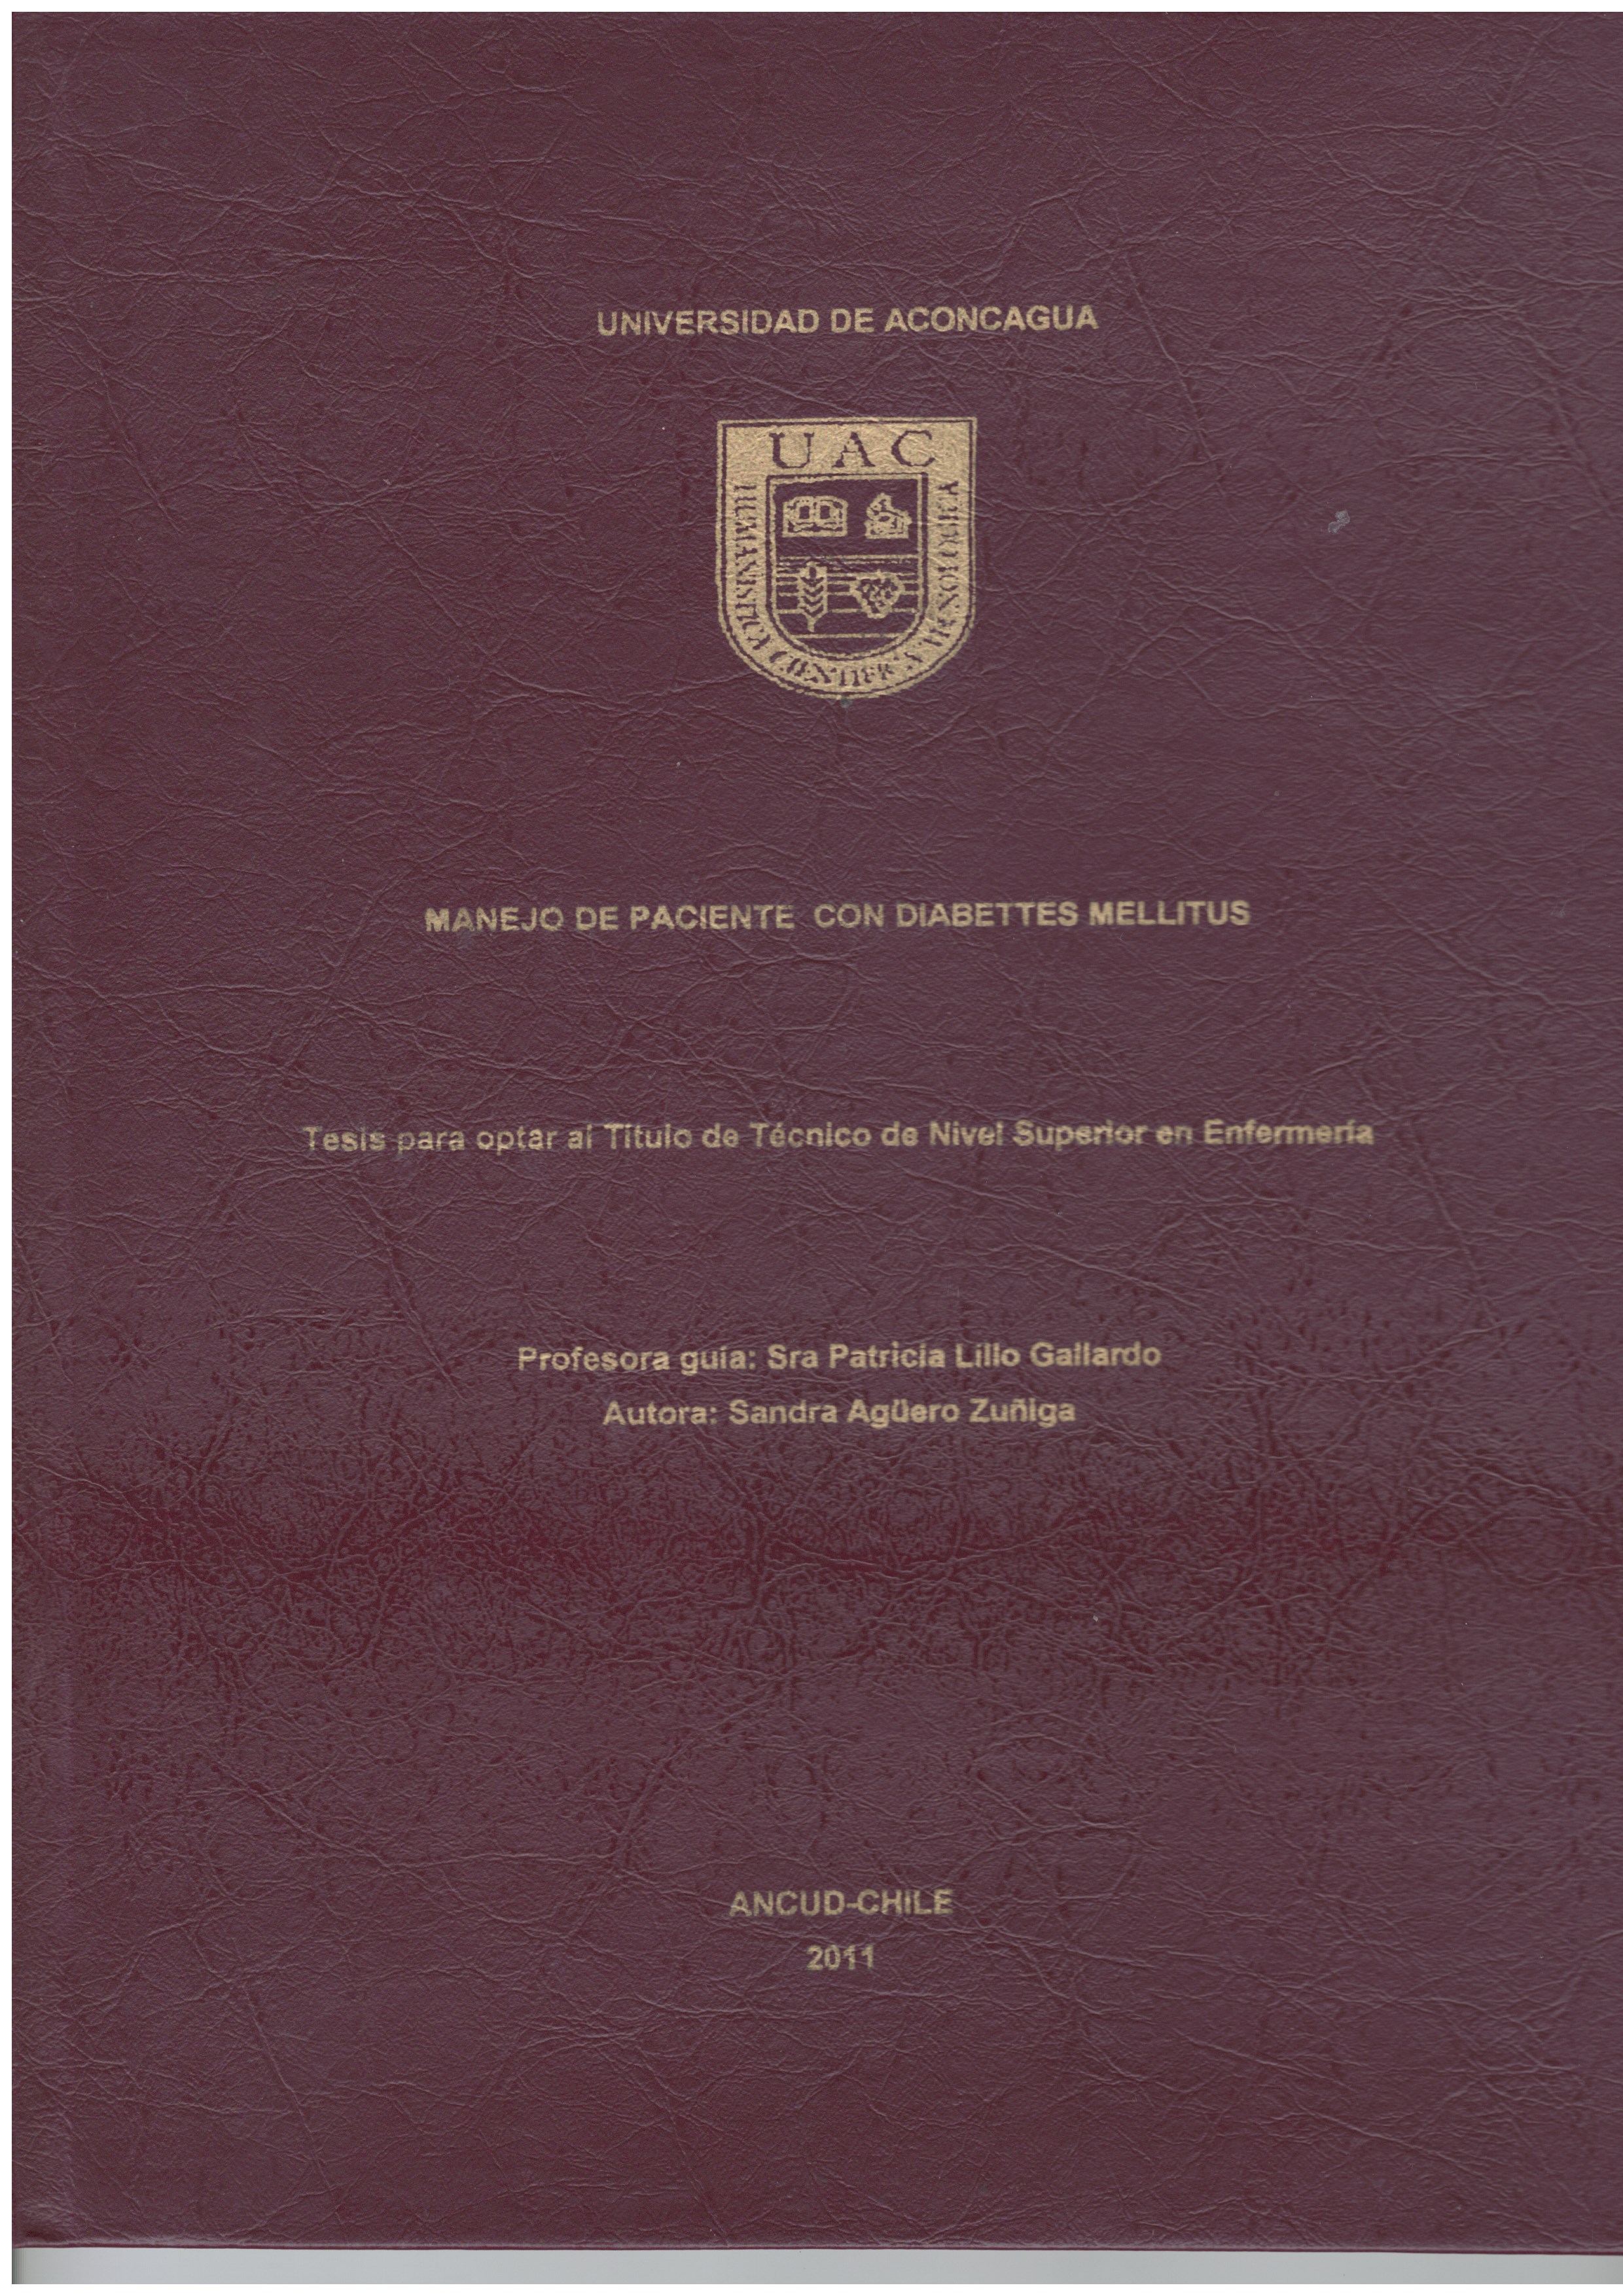 UNIVERSIDAD DE ACONCAGUA
UAC
HUMANISTICA CIENTIFICA Y TECNOLOGICA
MANEJO DE PACIENTE CON DIABETTES MELLITUS
Tesis para optar al Título de Técnico de Nivel Superior en Enfermería
Profesora guía: Sra Patricia Lillo Gallardo
Autora: Sandra Agüero Zuñiga
ANCUD-CHILE
2011